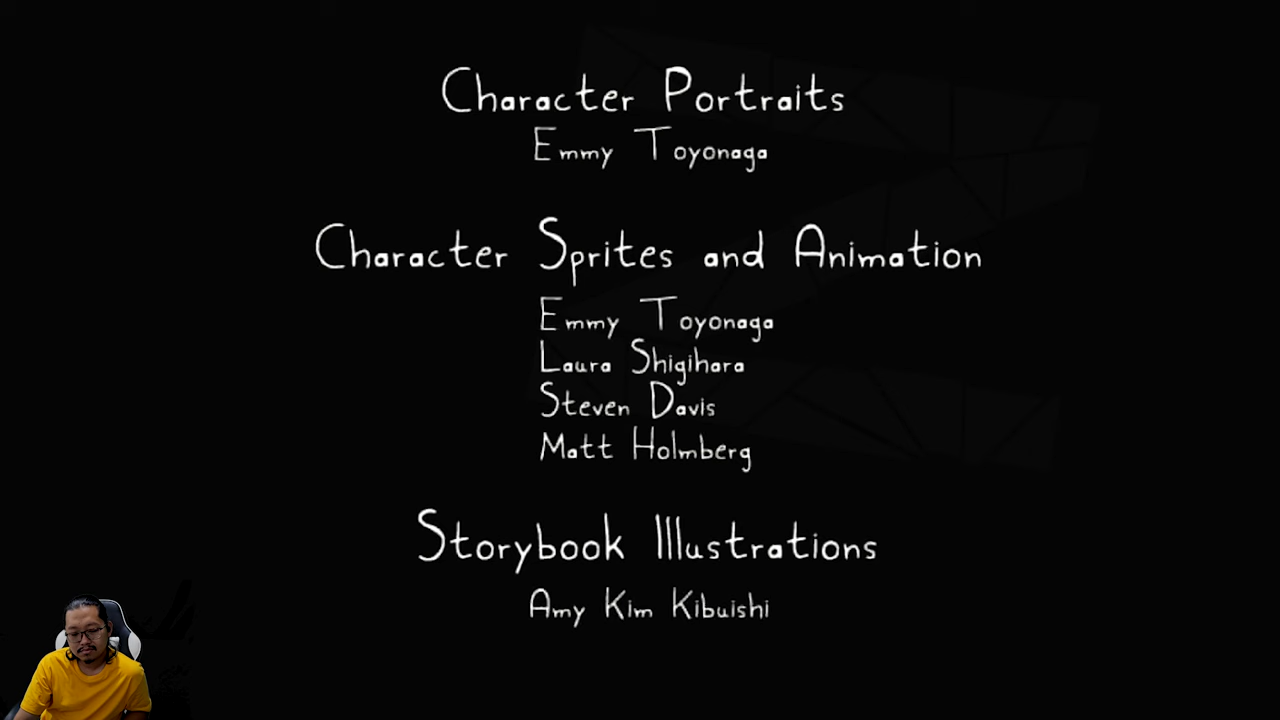 Character Portraits
Emmy Toyonaga
Character Sprites and Animation
Emmy Toyonaga
Laura Shigihara
Steven Davis
Matt Holmberg
Storybook Illustrations
Amy Kim Kibuishi